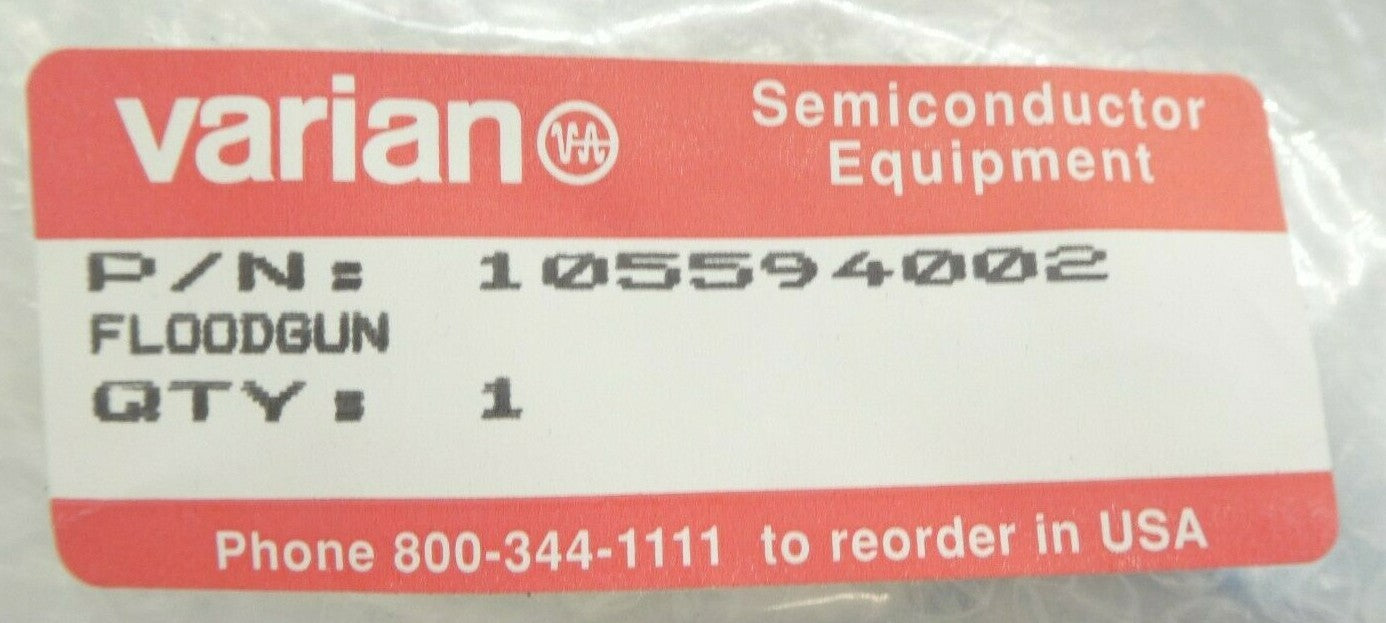 varian
Semiconductor
Equipment
P/N: 105594002
FLOODGUN
QTY: 1
Phone 800-344-1111 to reorder in USA